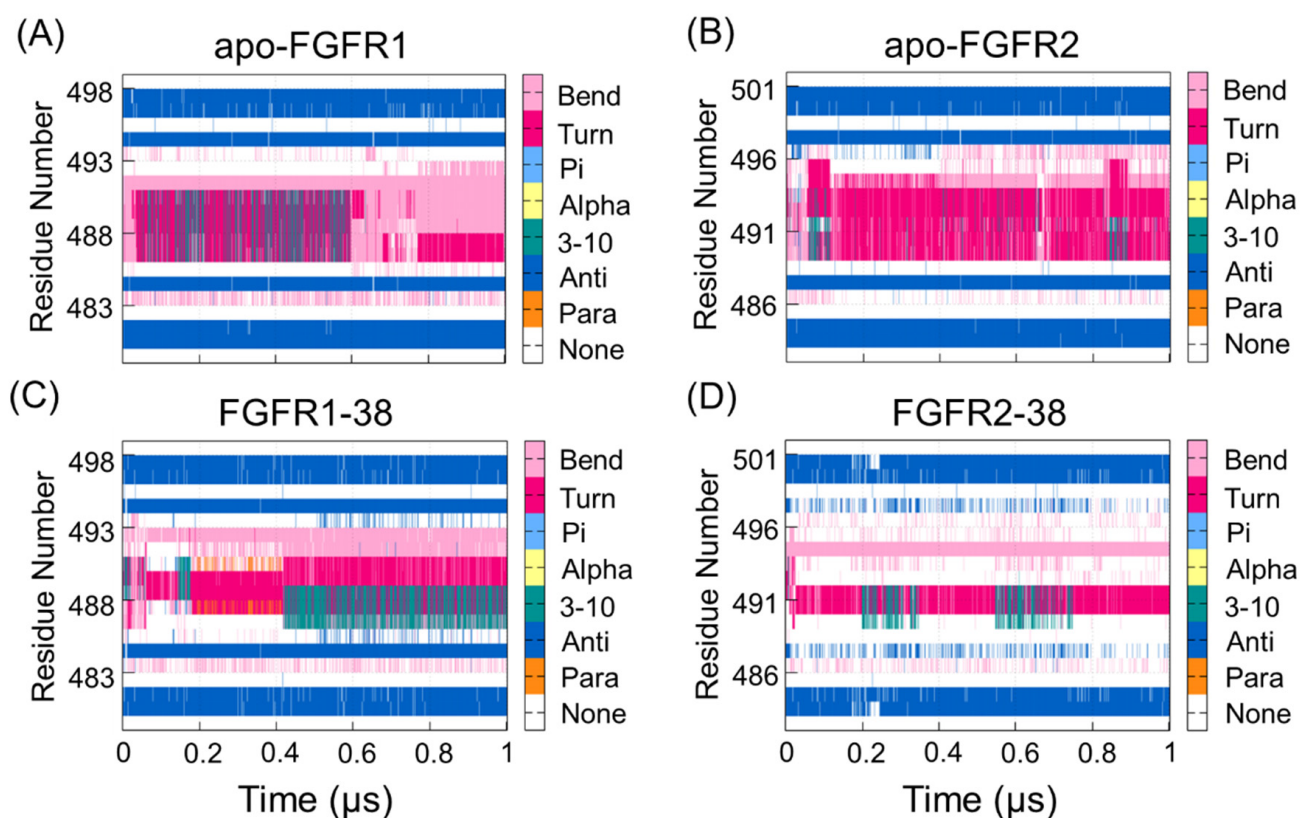 (A)
apo-FGFR1
Residue Number
498
493
488
483
Bend
Turn
Pi
Alpha
3-10
Anti
Para
None
(B)
apo-FGFR2
Residue Number
501
496
491
486
Bend
Turn
Pi
Alpha
3-10
Anti
Para
None
(C)
FGFR1-38
Residue Number
498
493
488
483
0
0.2
0.4
0.6
0.8
1
Time (μs)
Bend
Turn
Pi
Alpha
3-10
Anti
Para
None
(D)
FGFR2-38
Residue Number
501
496
491
486
0
0.2
0.4
0.6
0.8
1
Time (μs)
Bend
Turn
Pi
Alpha
3-10
Anti
Para
None